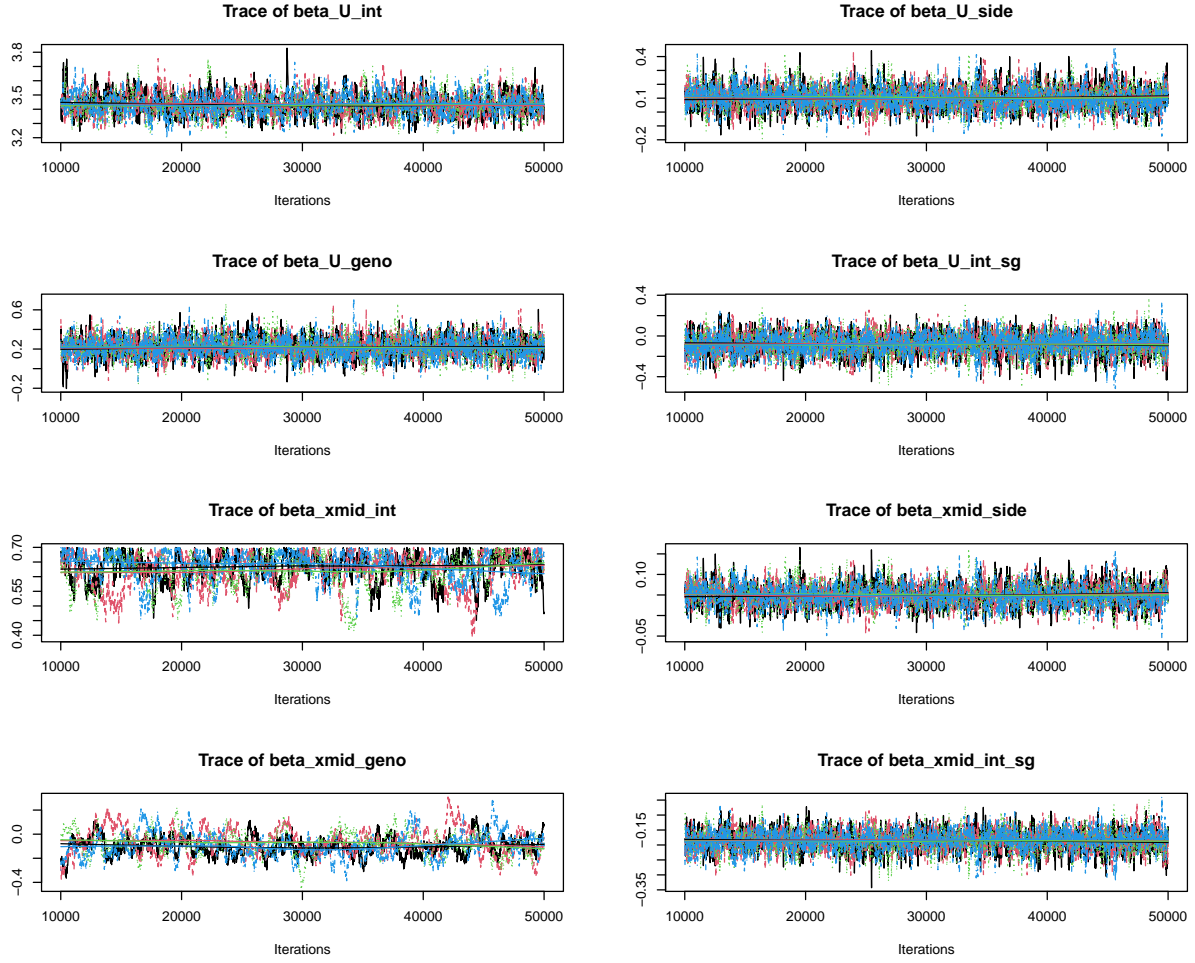 Trace of beta_U_int
3.8
3.5
3.2
10000 20000 30000 40000 50000
Iterations
Trace of beta_U_side
0.4
0.1
−0.2
10000 20000 30000 40000 50000
Iterations
Trace of beta_U_geno
0.6
0.2
−0.2
10000 20000 30000 40000 50000
Iterations
Trace of beta_U_int_sg
0.4
0.0
−0.4
10000 20000 30000 40000 50000
Iterations
Trace of beta_xmid_int
0.70
0.55
0.40
10000 20000 30000 40000 50000
Iterations
Trace of beta_xmid_side
0.10
−0.05
10000 20000 30000 40000 50000
Iterations
Trace of beta_xmid_geno
0.0
−0.4
10000 20000 30000 40000 50000
Iterations
Trace of beta_xmid_int_sg
−0.15
−0.35
10000 20000 30000 40000 50000
Iterations